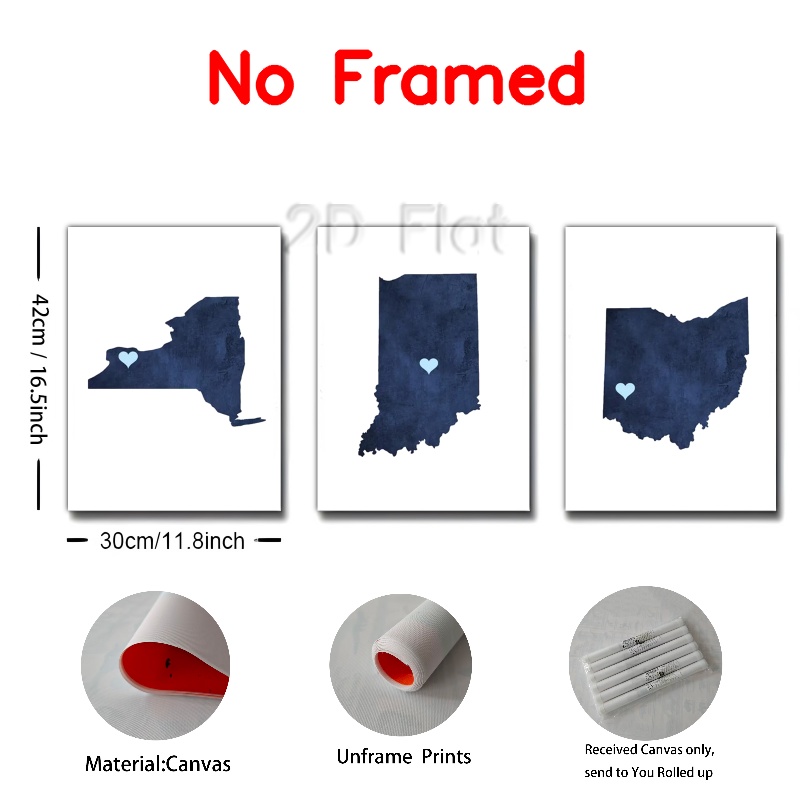 No Framed
2D Flat
42cm / 16.5inch
30cm/11.8inch
Material:Canvas
Unframe Prints
Received Canvas only,
send to You Rolled up